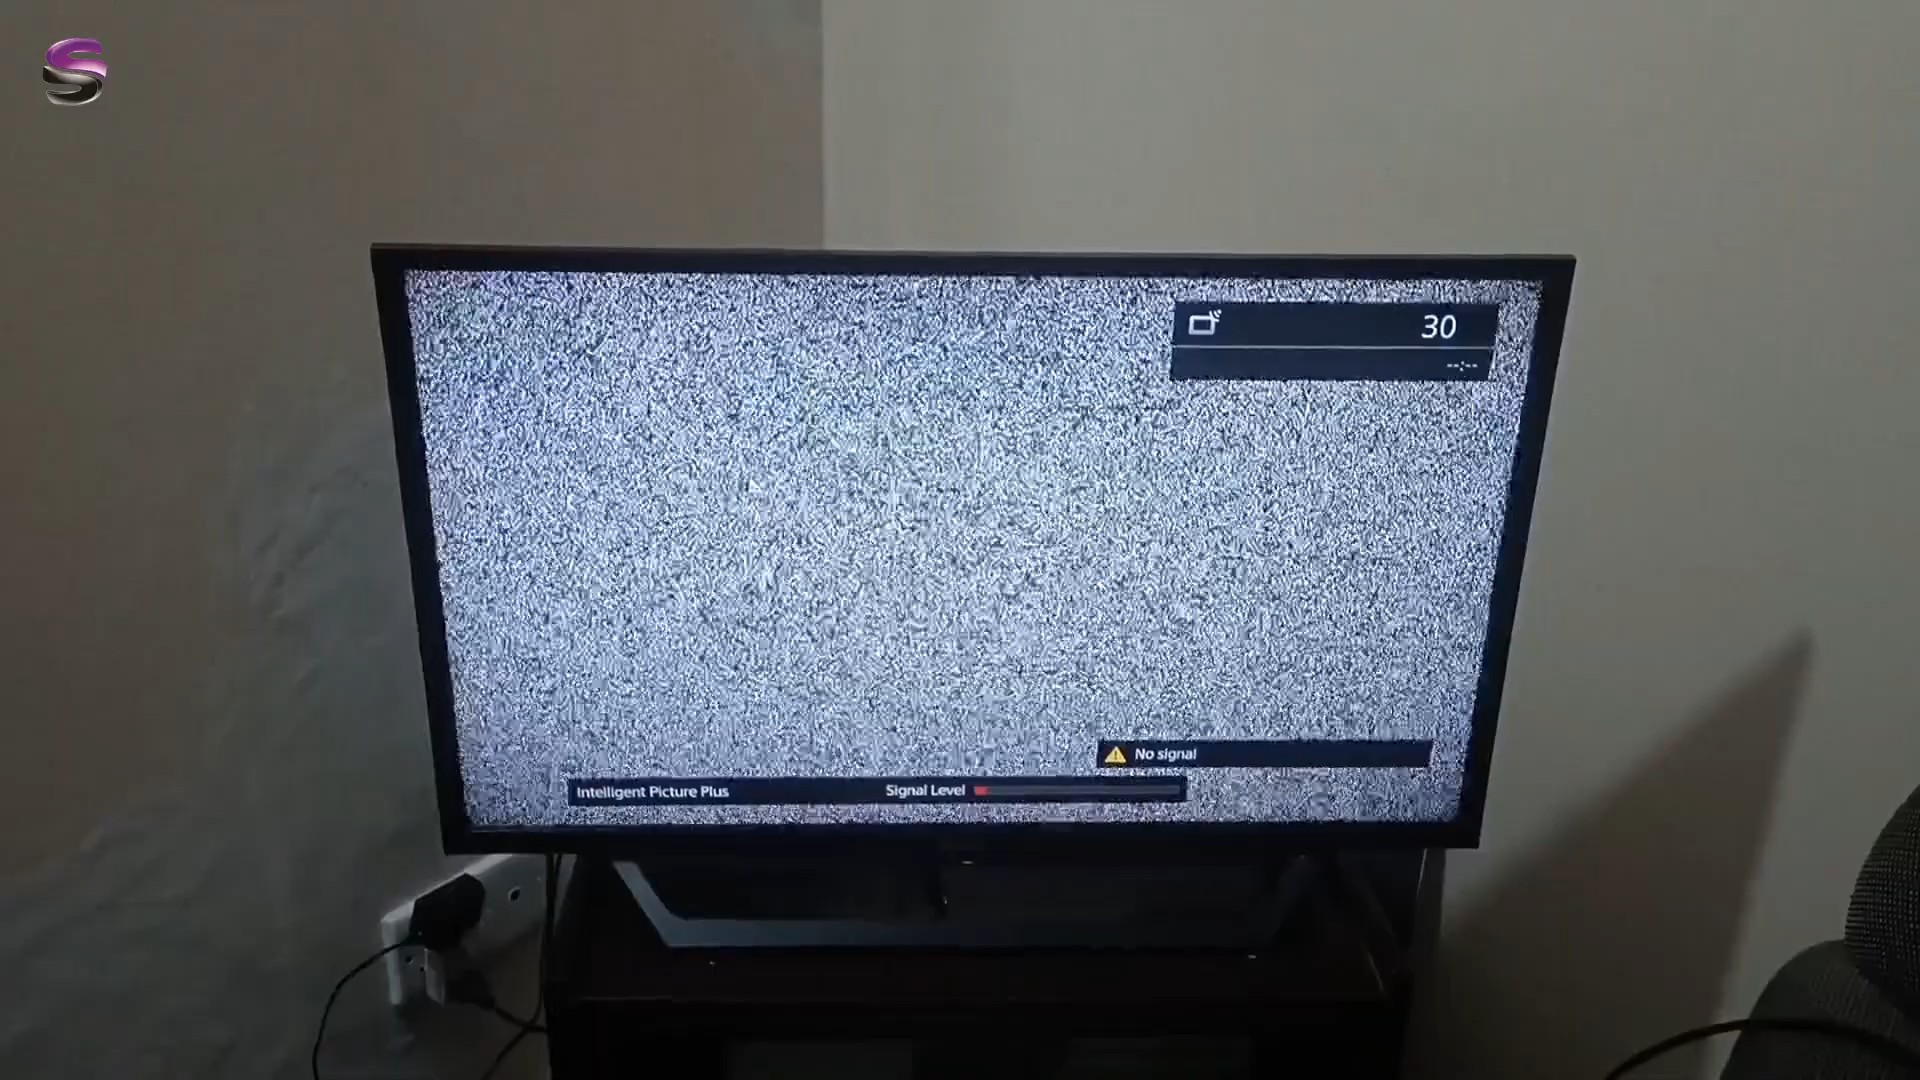 S
30
--:--
No signal
Intelligent Picture Plus Signal Level